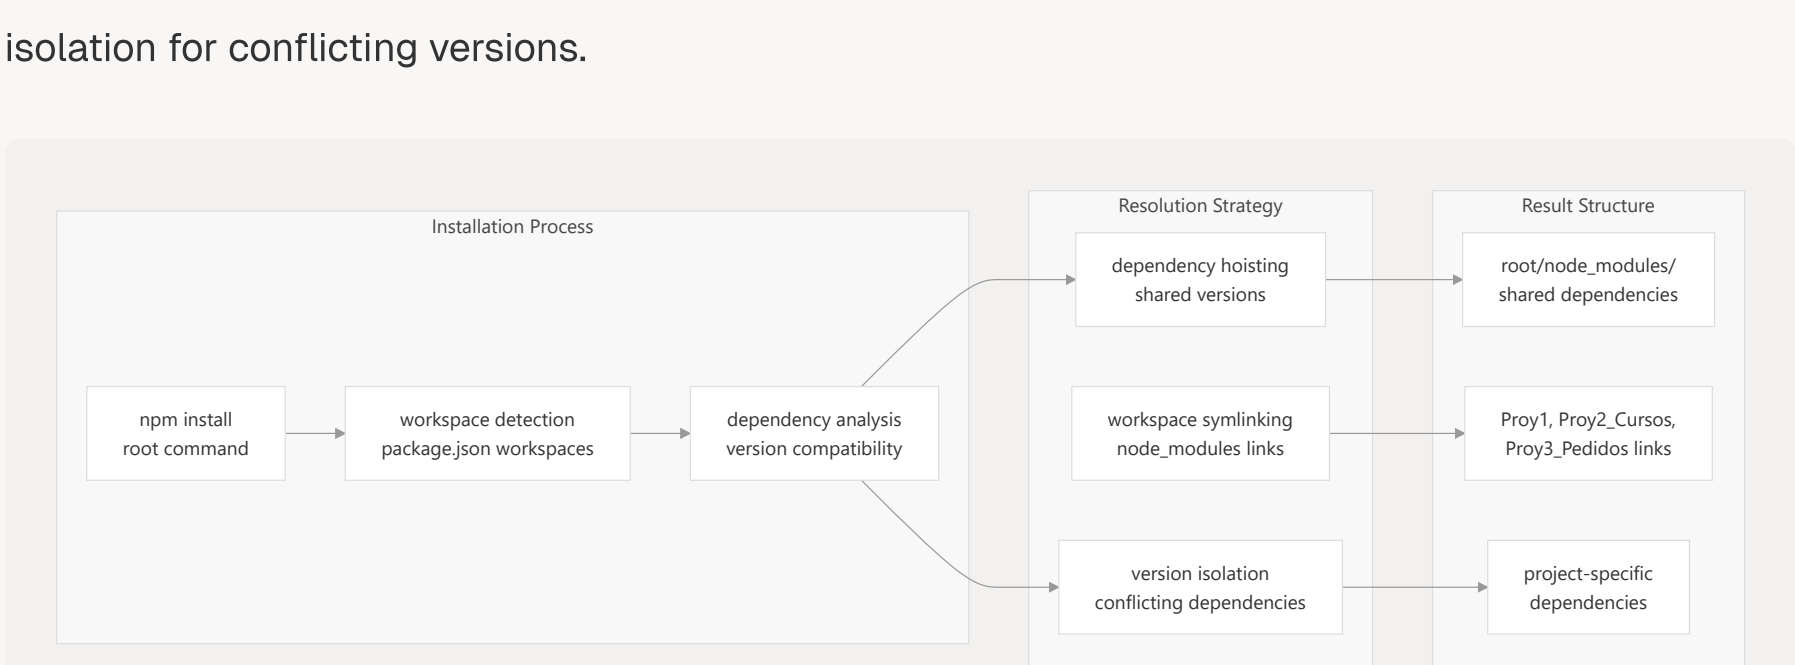 isolation for conflicting versions.
Installation Process
npm install
root command
workspace detection
package.json workspaces
dependency analysis
version compatibility
Resolution Strategy
dependency hoisting
shared versions
workspace symlinking
node_modules links
version isolation
conflicting dependencies
Result Structure
root/node_modules/
shared dependencies
Proy1, Proy2_Cursos,
Proy3_Pedidos links
project-specific
dependencies